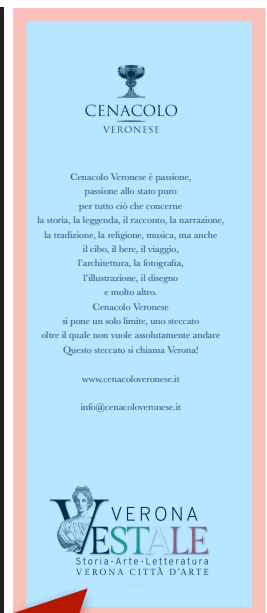 CENACOLO
VERONESE
Cenacolo Veronese è passione,
passione allo stato puro
per tutto ciò che concerne
la storia, la leggenda, il racconto, la narrazione,
la tradizione, la religione, musica, ma anche
il cibo, il bere, il viaggio,
l'architettura, la fotografia,
l'illustrazione, il disegno
e molto altro.
Cenacolo Veronese
si pone un solo limite, uno steccato
oltre il quale non vuole assolutamente andare
Questo steccato si chiama Verona!
www.cenacoloveronese.it
info@cenacoloveronese.it
VERONA
VESTALE
Storia-Arte-Letteratura
VERONA CITTÀ D'ARTE